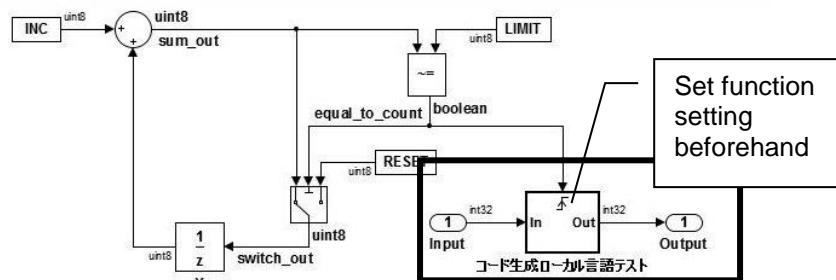 INC
uint8
+
+
uint8
sum_out
uint8
LIMIT
~=
equal_to_count
boolean
Set function
setting
beforehand
RESET
uint8
uint8
1
z
uint8
switch_out
1
Input
int32
In
Out
int32
1
Output
コード生成ローカル言語テスト